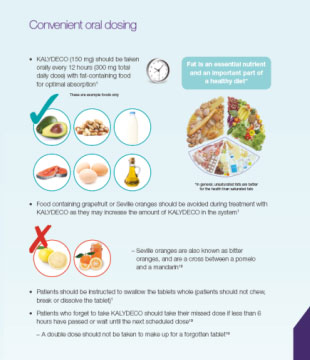 Convenient oral dosing
• KALYDECO (150 mg) should be taken
orally every 12 hours (300 mg total
daily dose) with fat-containing food
for optimal absorption¹
Fat is an essential nutrient
and an important part of
a healthy diet*
These are example foods only
*In general, unsaturated fats are better
for the heart than saturated fats
• Food containing grapefruit or Seville oranges should be avoided during treatment with
KALYDECO as they may increase the amount of KALYDECO in the system¹
– Seville oranges are also known as bitter
oranges, and are a cross between a pomelo
and a mandarin
• Patients should be instructed to swallow the tablets whole (patients should not chew,
break or dissolve the tablet)¹
• Patients who forget to take KALYDECO should take their missed dose if less than 6
hours have passed or wait until the next scheduled dose
– A double dose should not be taken to make up for a forgotten tablet